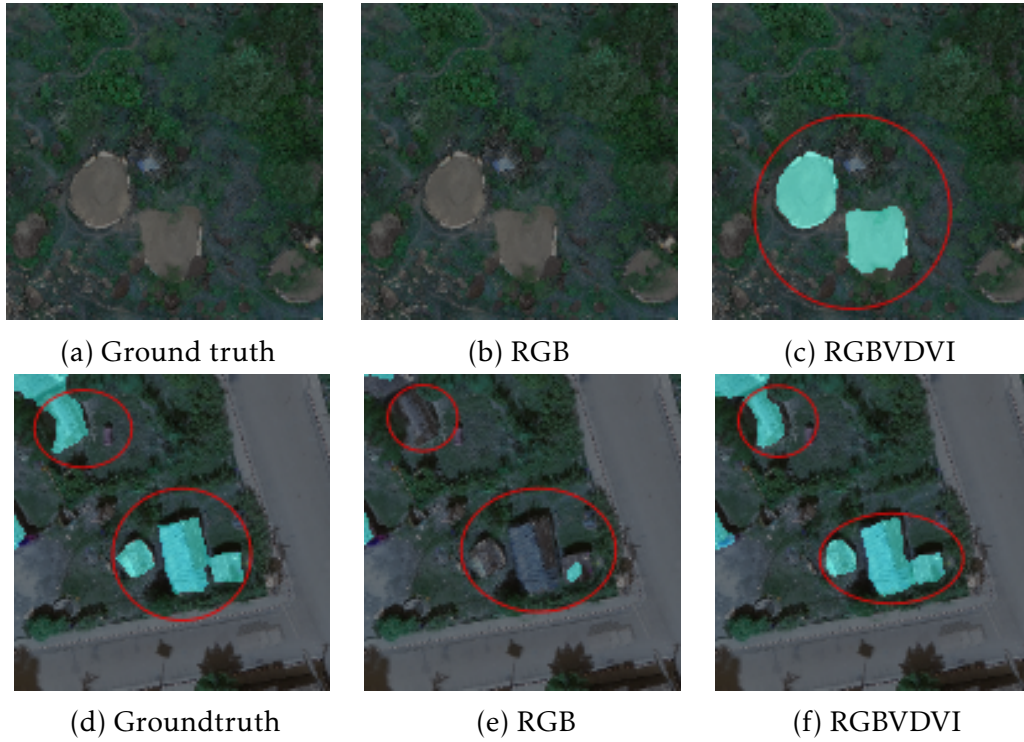 (a) Ground truth
(b) RGB
(c) RGBVDVI
(d) Groundtruth
(e) RGB
(f) RGBVDVI